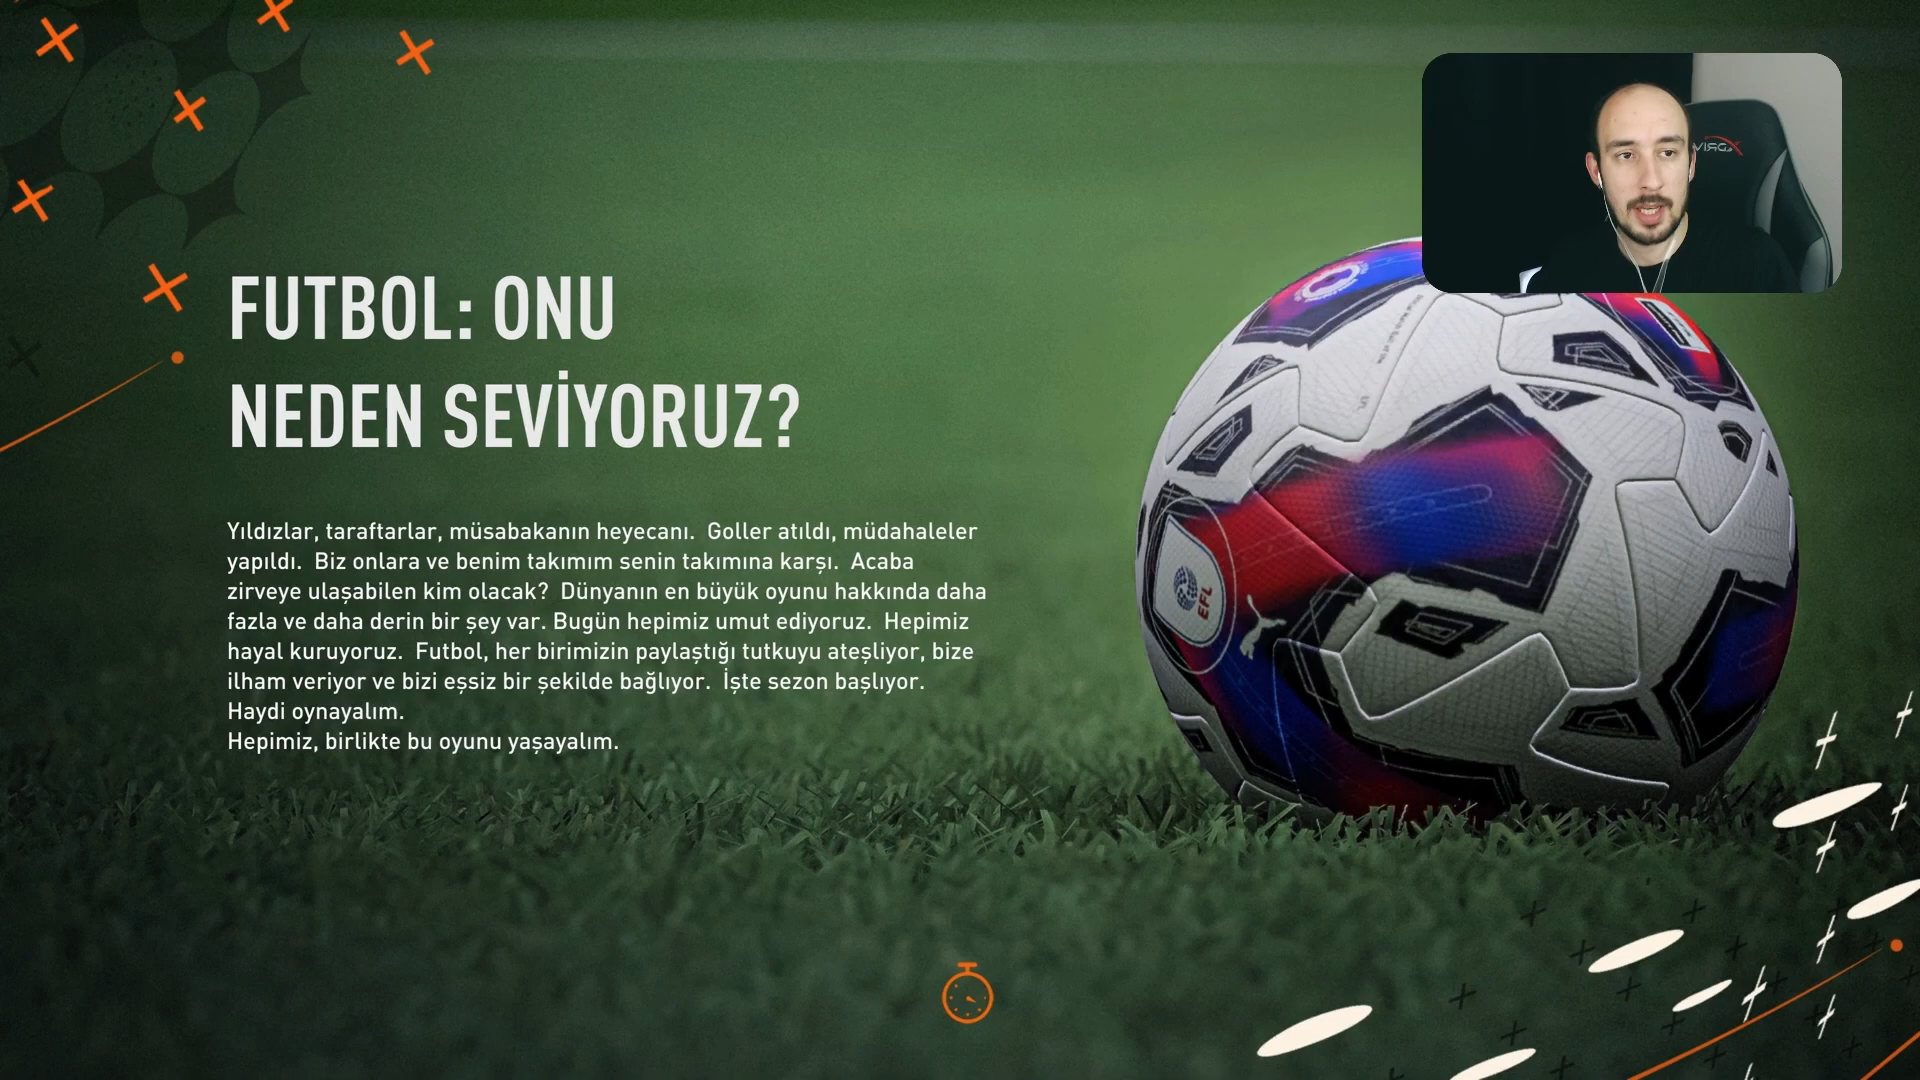 FUTBOL: ONU
NEDEN SEVİYORUZ?
Yıldızlar, taraftarlar, müsabakanın heyecanı.  Goller atıldı, müdahaleler
yapıldı.  Biz onlara ve benim takımım senin takımına karşı.  Acaba
zirveye ulaşabilen kim olacak?  Dünyanın en büyük oyunu hakkında daha
fazla ve daha derin bir şey var. Bugün hepimiz umut ediyoruz.  Hepimiz
hayal kuruyoruz.  Futbol, her birimizin paylaştığı tutkuyu ateşliyor, bize
ilham veriyor ve bizi eşsiz bir şekilde bağlıyor.  İşte sezon başlıyor.
Haydi oynayalım.
Hepimiz, birlikte bu oyunu yaşayalım.
EFL